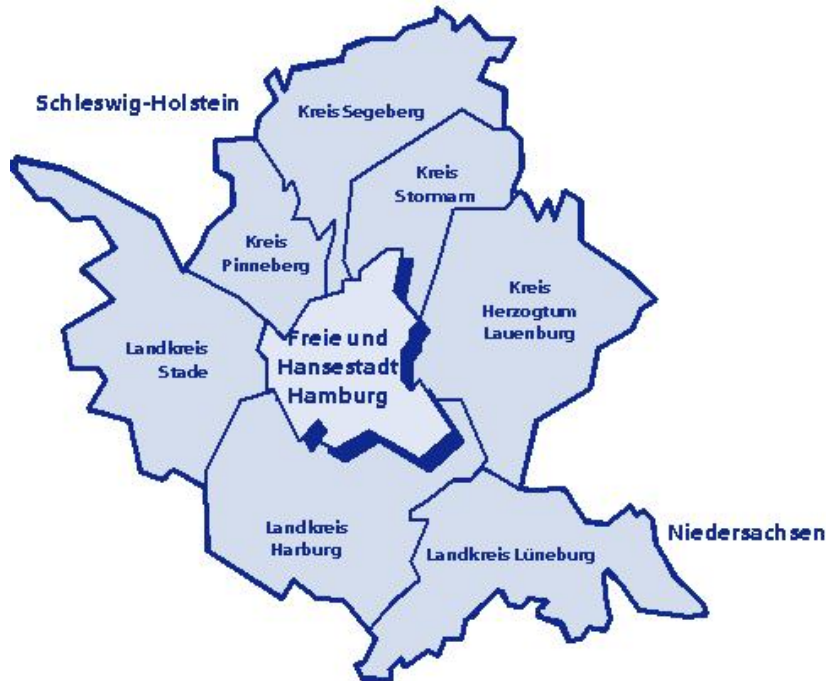 Schleswig-Holstein
Kreis Segeberg
Kreis
Stormarn
Kreis
Pinneberg
Kreis
Herzogtum
Lauenburg
Freie und
Hansestadt
Hamburg
Landkreis
Stade
Landkreis
Harburg
Landkreis Lüneburg
Niedersachsen